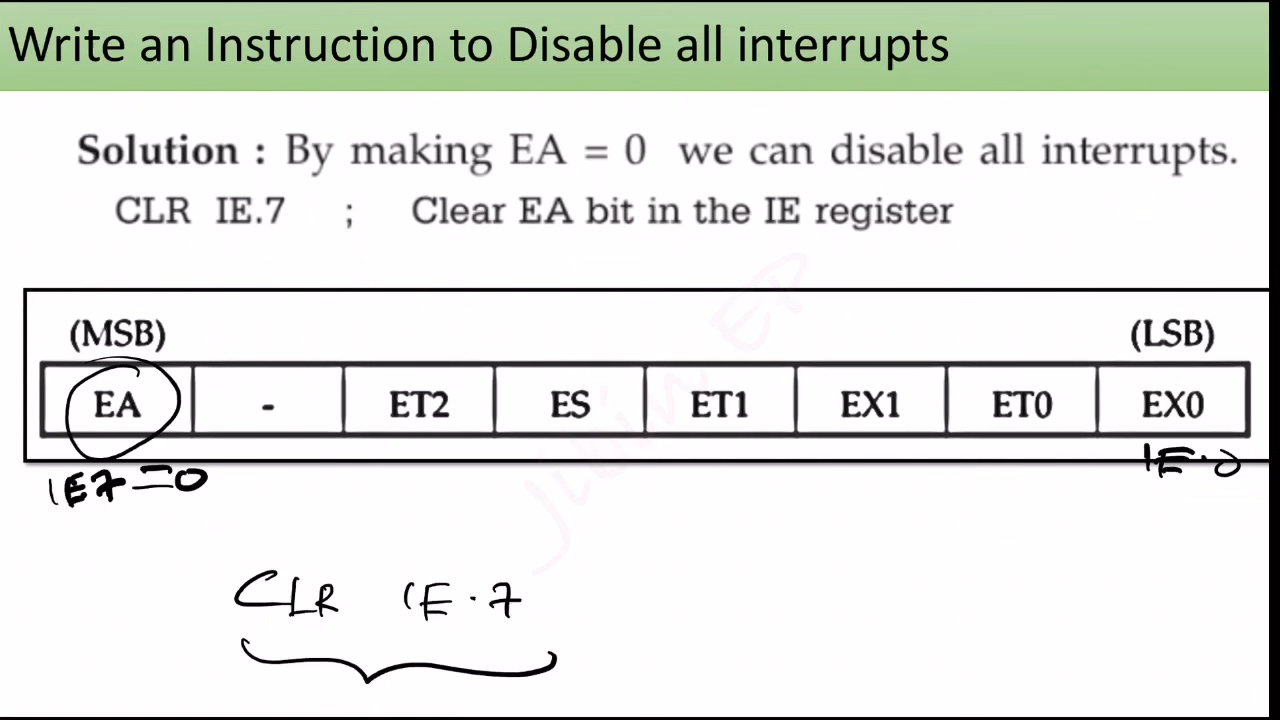 Write an Instruction to Disable all interrupts
Solution : By making EA = 0 we can disable all interrupts.
CLR IE.7 ; Clear EA bit in the IE register
(MSB) (LSB)
EA - ET2 ES ET1 EX1 ET0 EX0
IE7=0 IE.0
Jibin EP
CLR IE.7